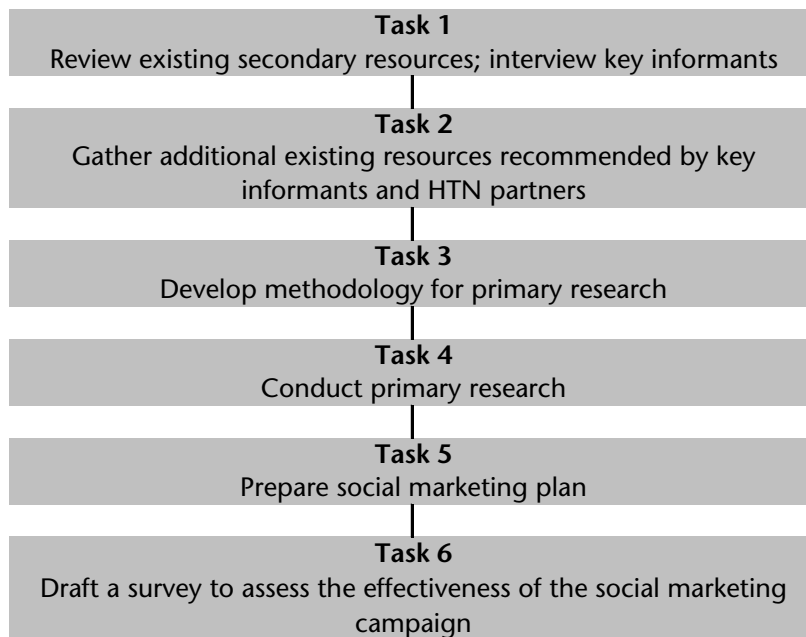 Task 1
Review existing secondary resources; interview key informants
Task 2
Gather additional existing resources recommended by key
informants and HTN partners
Task 3
Develop methodology for primary research
Task 4
Conduct primary research
Task 5
Prepare social marketing plan
Task 6
Draft a survey to assess the effectiveness of the social marketing
campaign